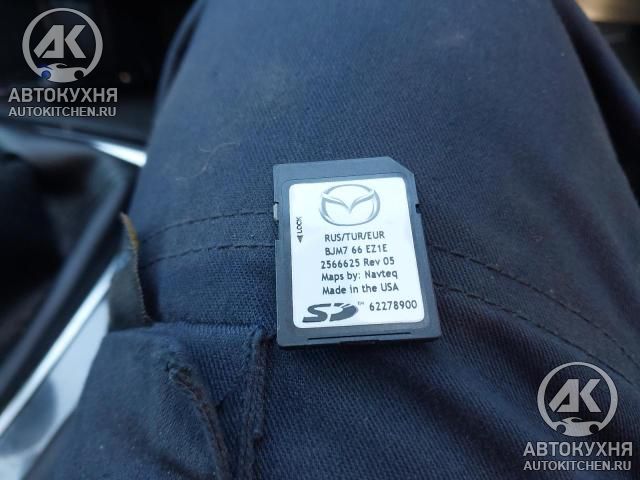 АК
АВТОКУХНЯ
AUTOKITCHEN.RU
LOCK
RUS/TUR/EUR
BJM7 66 EZ1E
2566625 Rev 05
Maps by: Navteq
Made in the USA
SD™ 62278900
АК
АВТОКУХНЯ
AUTOKITCHEN.RU